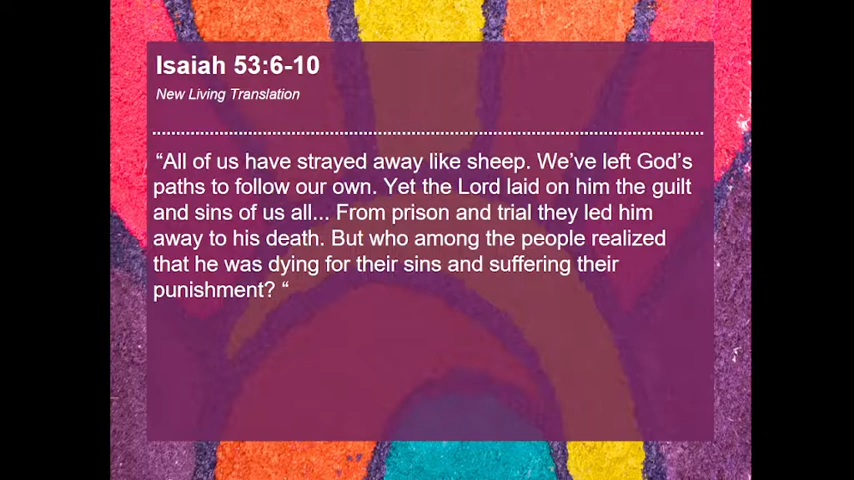 Isaiah 53:6-10
New Living Translation
“All of us have strayed away like sheep. We’ve left God’s
paths to follow our own. Yet the Lord laid on him the guilt
and sins of us all... From prison and trial they led him
away to his death. But who among the people realized
that he was dying for their sins and suffering their
punishment? “